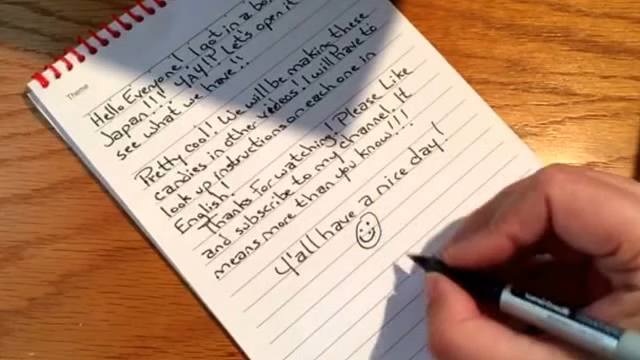 Theme
Hello Everyone! I got in a bo
Japan!!! YAY!! Let's open it
see what we have!!
Pretty cool! We will be making these
candies in other videos. I will have to
look up instructions on each one in
English!
Thanks for watching! Please Like
and subscribe to my channel. It
means more than you know!!!
Y'all have a nice day!